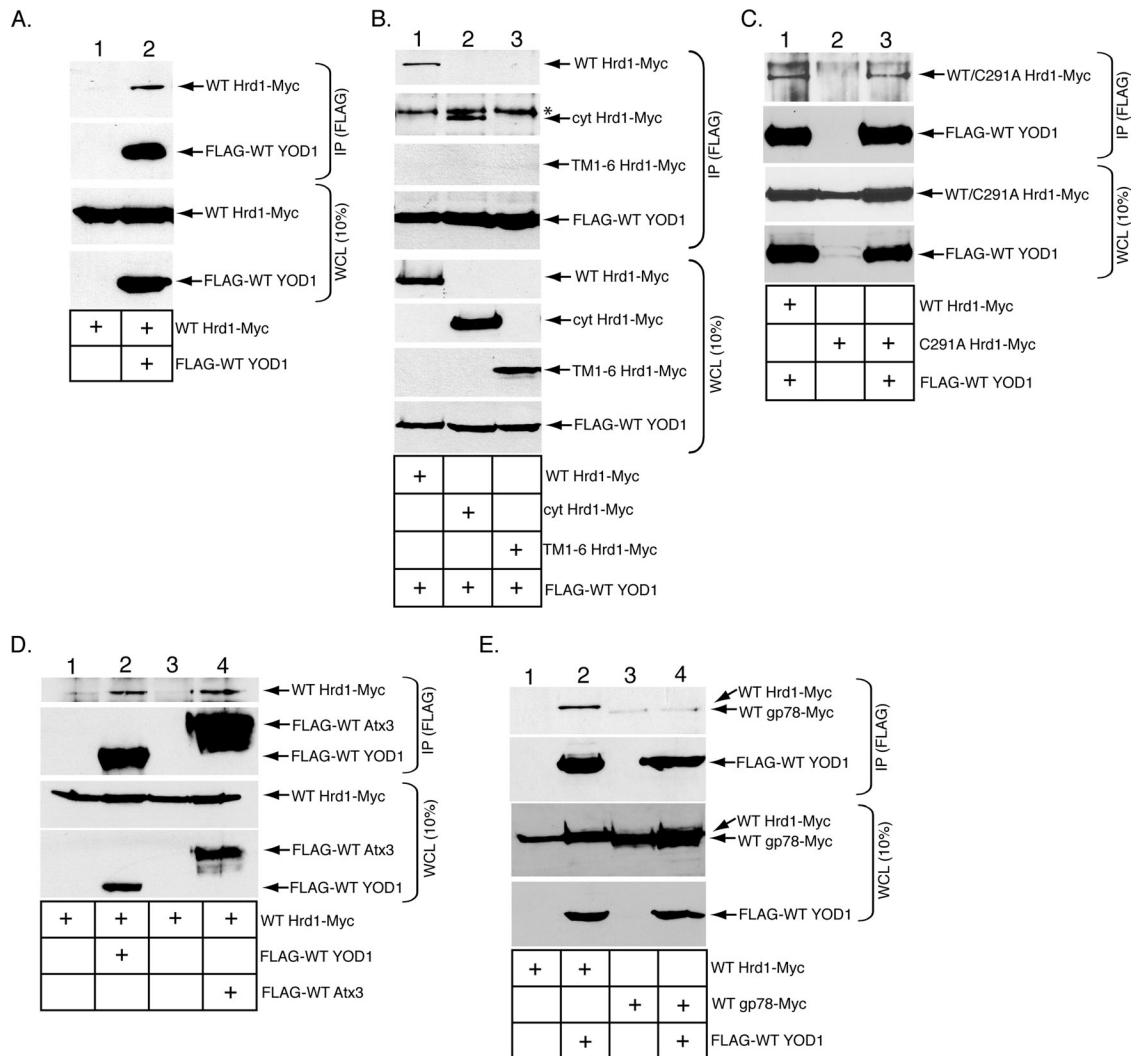 A.
1 2
WT Hrd1-Myc
FLAG-WT YOD1
IP (FLAG)
WT Hrd1-Myc
FLAG-WT YOD1
WCL (10%)
+ + WT Hrd1-Myc
+ FLAG-WT YOD1
B.
1 2 3
WT Hrd1-Myc
*
cyt Hrd1-Myc
TM1-6 Hrd1-Myc
FLAG-WT YOD1
IP (FLAG)
WT Hrd1-Myc
cyt Hrd1-Myc
TM1-6 Hrd1-Myc
FLAG-WT YOD1
WCL (10%)
+ WT Hrd1-Myc
+ cyt Hrd1-Myc
+ TM1-6 Hrd1-Myc
+ + + FLAG-WT YOD1
C.
1 2 3
WT/C291A Hrd1-Myc
FLAG-WT YOD1
IP (FLAG)
WT/C291A Hrd1-Myc
FLAG-WT YOD1
WCL (10%)
+ WT Hrd1-Myc
+ + C291A Hrd1-Myc
+ + FLAG-WT YOD1
D.
1 2 3 4
WT Hrd1-Myc
FLAG-WT Atx3
FLAG-WT YOD1
IP (FLAG)
WT Hrd1-Myc
FLAG-WT Atx3
FLAG-WT YOD1
WCL (10%)
+ + + + WT Hrd1-Myc
+ FLAG-WT YOD1
+ FLAG-WT Atx3
E.
1 2 3 4
WT Hrd1-Myc
WT gp78-Myc
FLAG-WT YOD1
IP (FLAG)
WT Hrd1-Myc
WT gp78-Myc
FLAG-WT YOD1
WCL (10%)
+ + WT Hrd1-Myc
+ + WT gp78-Myc
+ + FLAG-WT YOD1